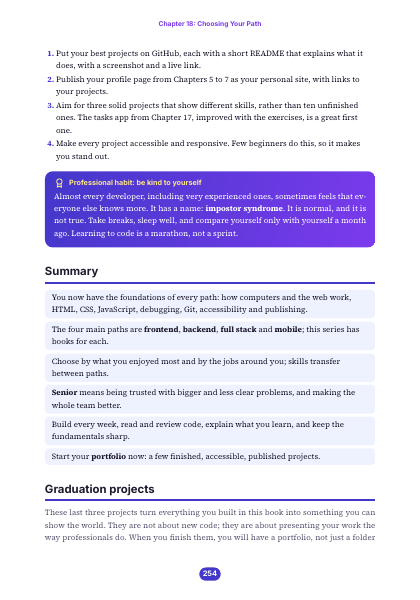 Chapter 18: Choosing Your Path
1. Put your best projects on GitHub, each with a short README that explains what it
does, with a screenshot and a live link.
2. Publish your profile page from Chapters 5 to 7 as your personal site, with links to
your projects.
3. Aim for three solid projects that show different skills, rather than ten unfinished
ones. The tasks app from Chapter 17, improved with the exercises, is a great first
one.
4. Make every project accessible and responsive. Few beginners do this, so it makes
you stand out.
Professional habit: be kind to yourself
Almost every developer, including very experienced ones, sometimes feels that ev-
eryone else knows more. It has a name: impostor syndrome. It is normal, and it is
not true. Take breaks, sleep well, and compare yourself only with yourself a month
ago. Learning to code is a marathon, not a sprint.
Summary
You now have the foundations of every path: how computers and the web work,
HTML, CSS, JavaScript, debugging, Git, accessibility and publishing.
The four main paths are frontend, backend, full stack and mobile; this series has
books for each.
Choose by what you enjoyed most and by the jobs around you; skills transfer
between paths.
Senior means being trusted with bigger and less clear problems, and making the
whole team better.
Build every week, read and review code, explain what you learn, and keep the
fundamentals sharp.
Start your portfolio now: a few finished, accessible, published projects.
Graduation projects
These last three projects turn everything you built in this book into something you can
show the world. They are not about new code; they are about presenting your work the
way professionals do. When you finish them, you will have a portfolio, not just a folder
254